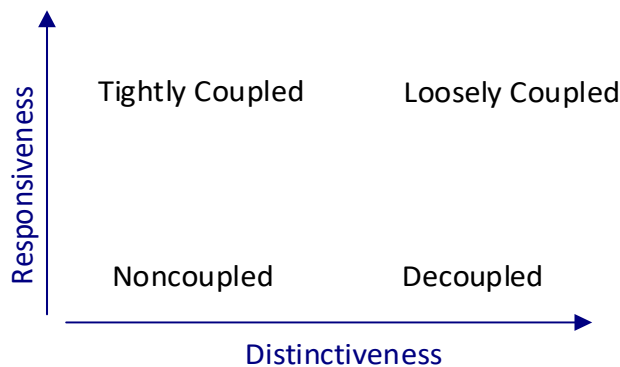 Responsiveness
Tightly Coupled
Loosely Coupled
Noncoupled
Decoupled
Distinctiveness